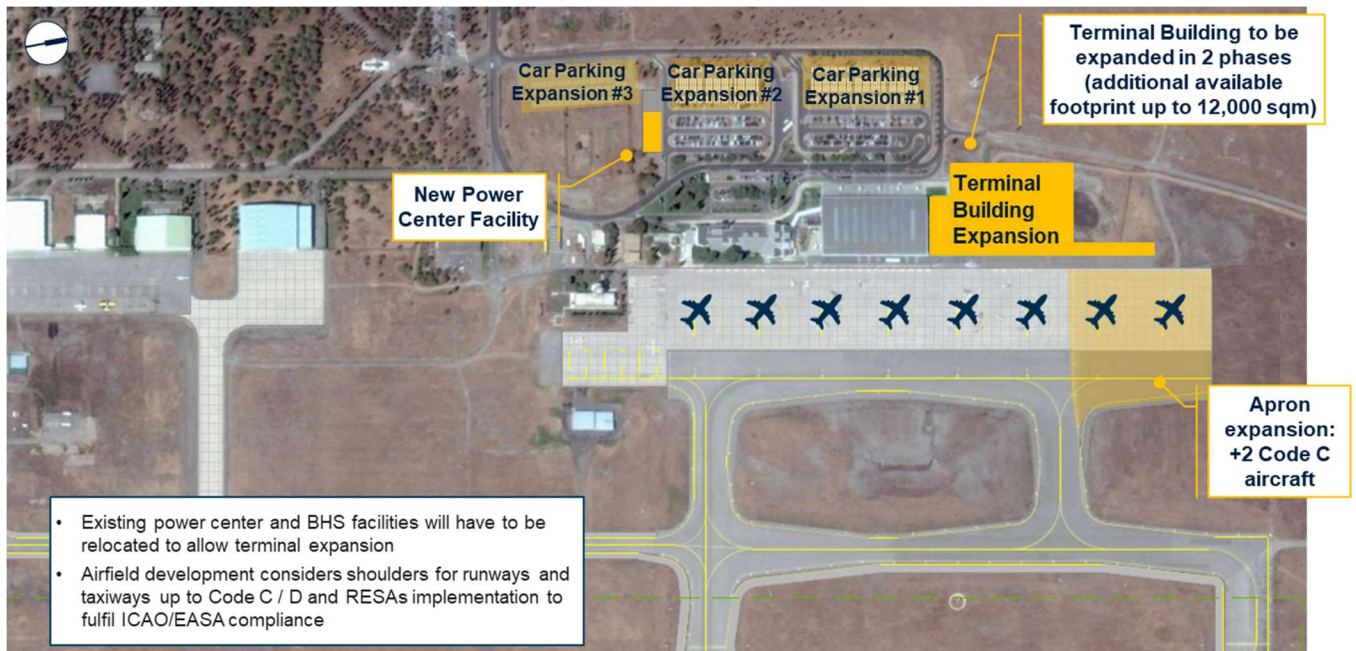 Car Parking
Expansion #3
Car Parking
Expansion #2
Car Parking
Expansion #1
Terminal Building to be
expanded in 2 phases
(additional available
footprint up to 12,000 sqm)
New Power
Center Facility
Terminal
Building
Expansion
Apron
expansion:
+2 Code C
aircraft
• Existing power center and BHS facilities will have to be
relocated to allow terminal expansion
• Airfield development considers shoulders for runways and
taxiways up to Code C / D and RESAs implementation to
fulfil ICAO/EASA compliance